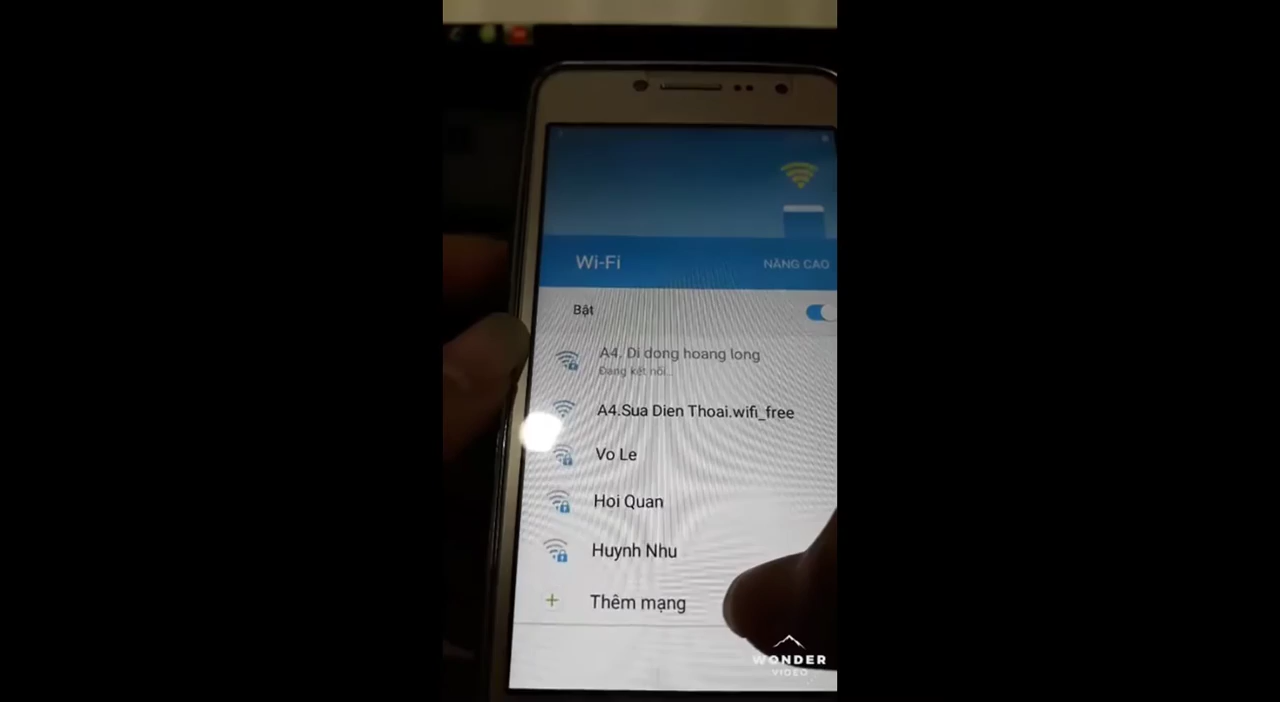 Wi-Fi
NÂNG CAO
Bật
A4. Di dong hoang long
Đang kết nối...
A4.Sua Dien Thoai.wifi_free
Vo Le
Hoi Quan
Huynh Nhu
Thêm mạng
WONDER
VIDEO